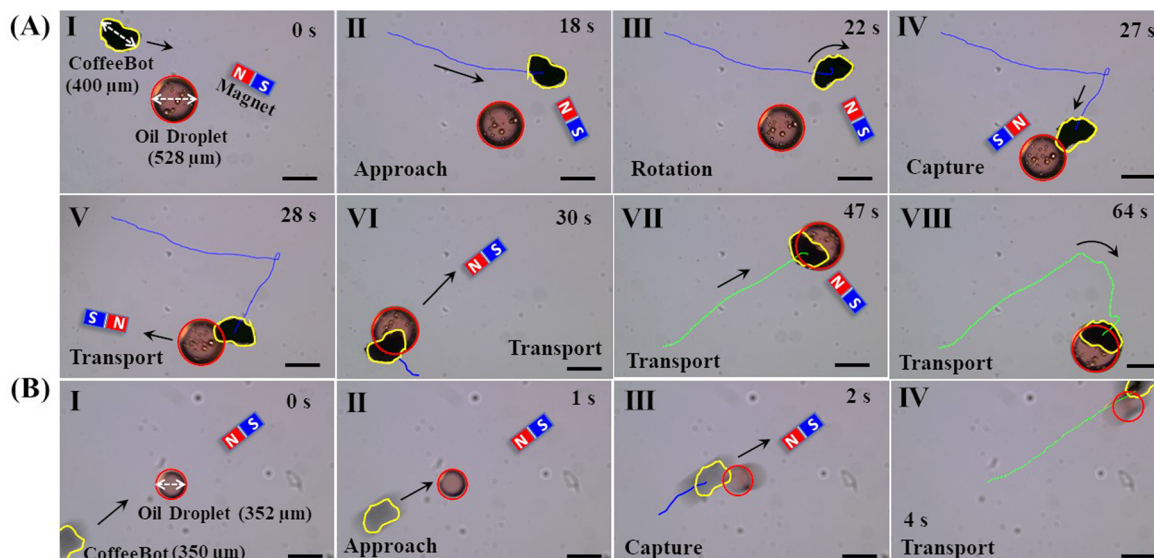 (A)
I
0 s
CoffeeBot
(400 µm)
N S
Magnet
Oil Droplet
(528 µm)
II
18 s
N S
Approach
III
22 s
N S
Rotation
IV
27 s
S N
Capture
V
28 s
S N
Transport
VI
30 s
N S
Transport
VII
47 s
N S
Transport
VIII
64 s
Transport
(B)
I
0 s
N S
Oil Droplet (352 µm)
CoffeeBot (350 µm)
II
1 s
N S
Approach
III
2 s
N S
Capture
IV
4 s
Transport